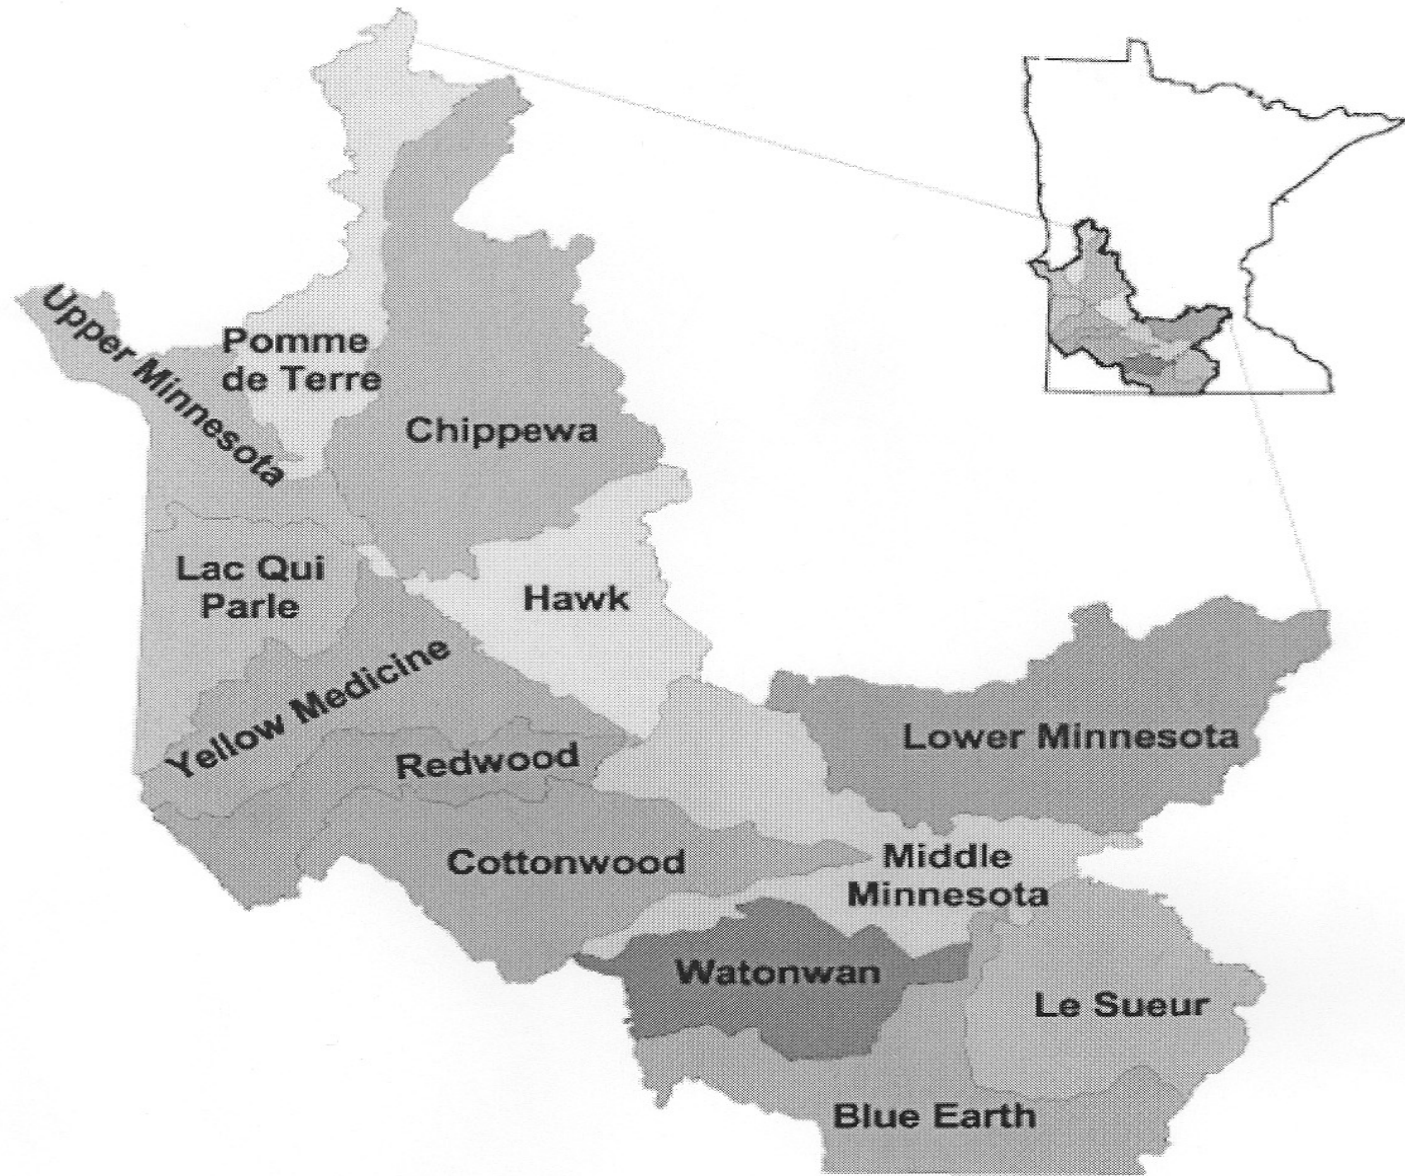 Upper Minnesota
Pomme
de Terre
Chippewa
Lac Qui
Parle
Hawk
Yellow Medicine
Redwood
Lower Minnesota
Cottonwood
Middle
Minnesota
Watonwan
Le Sueur
Blue Earth